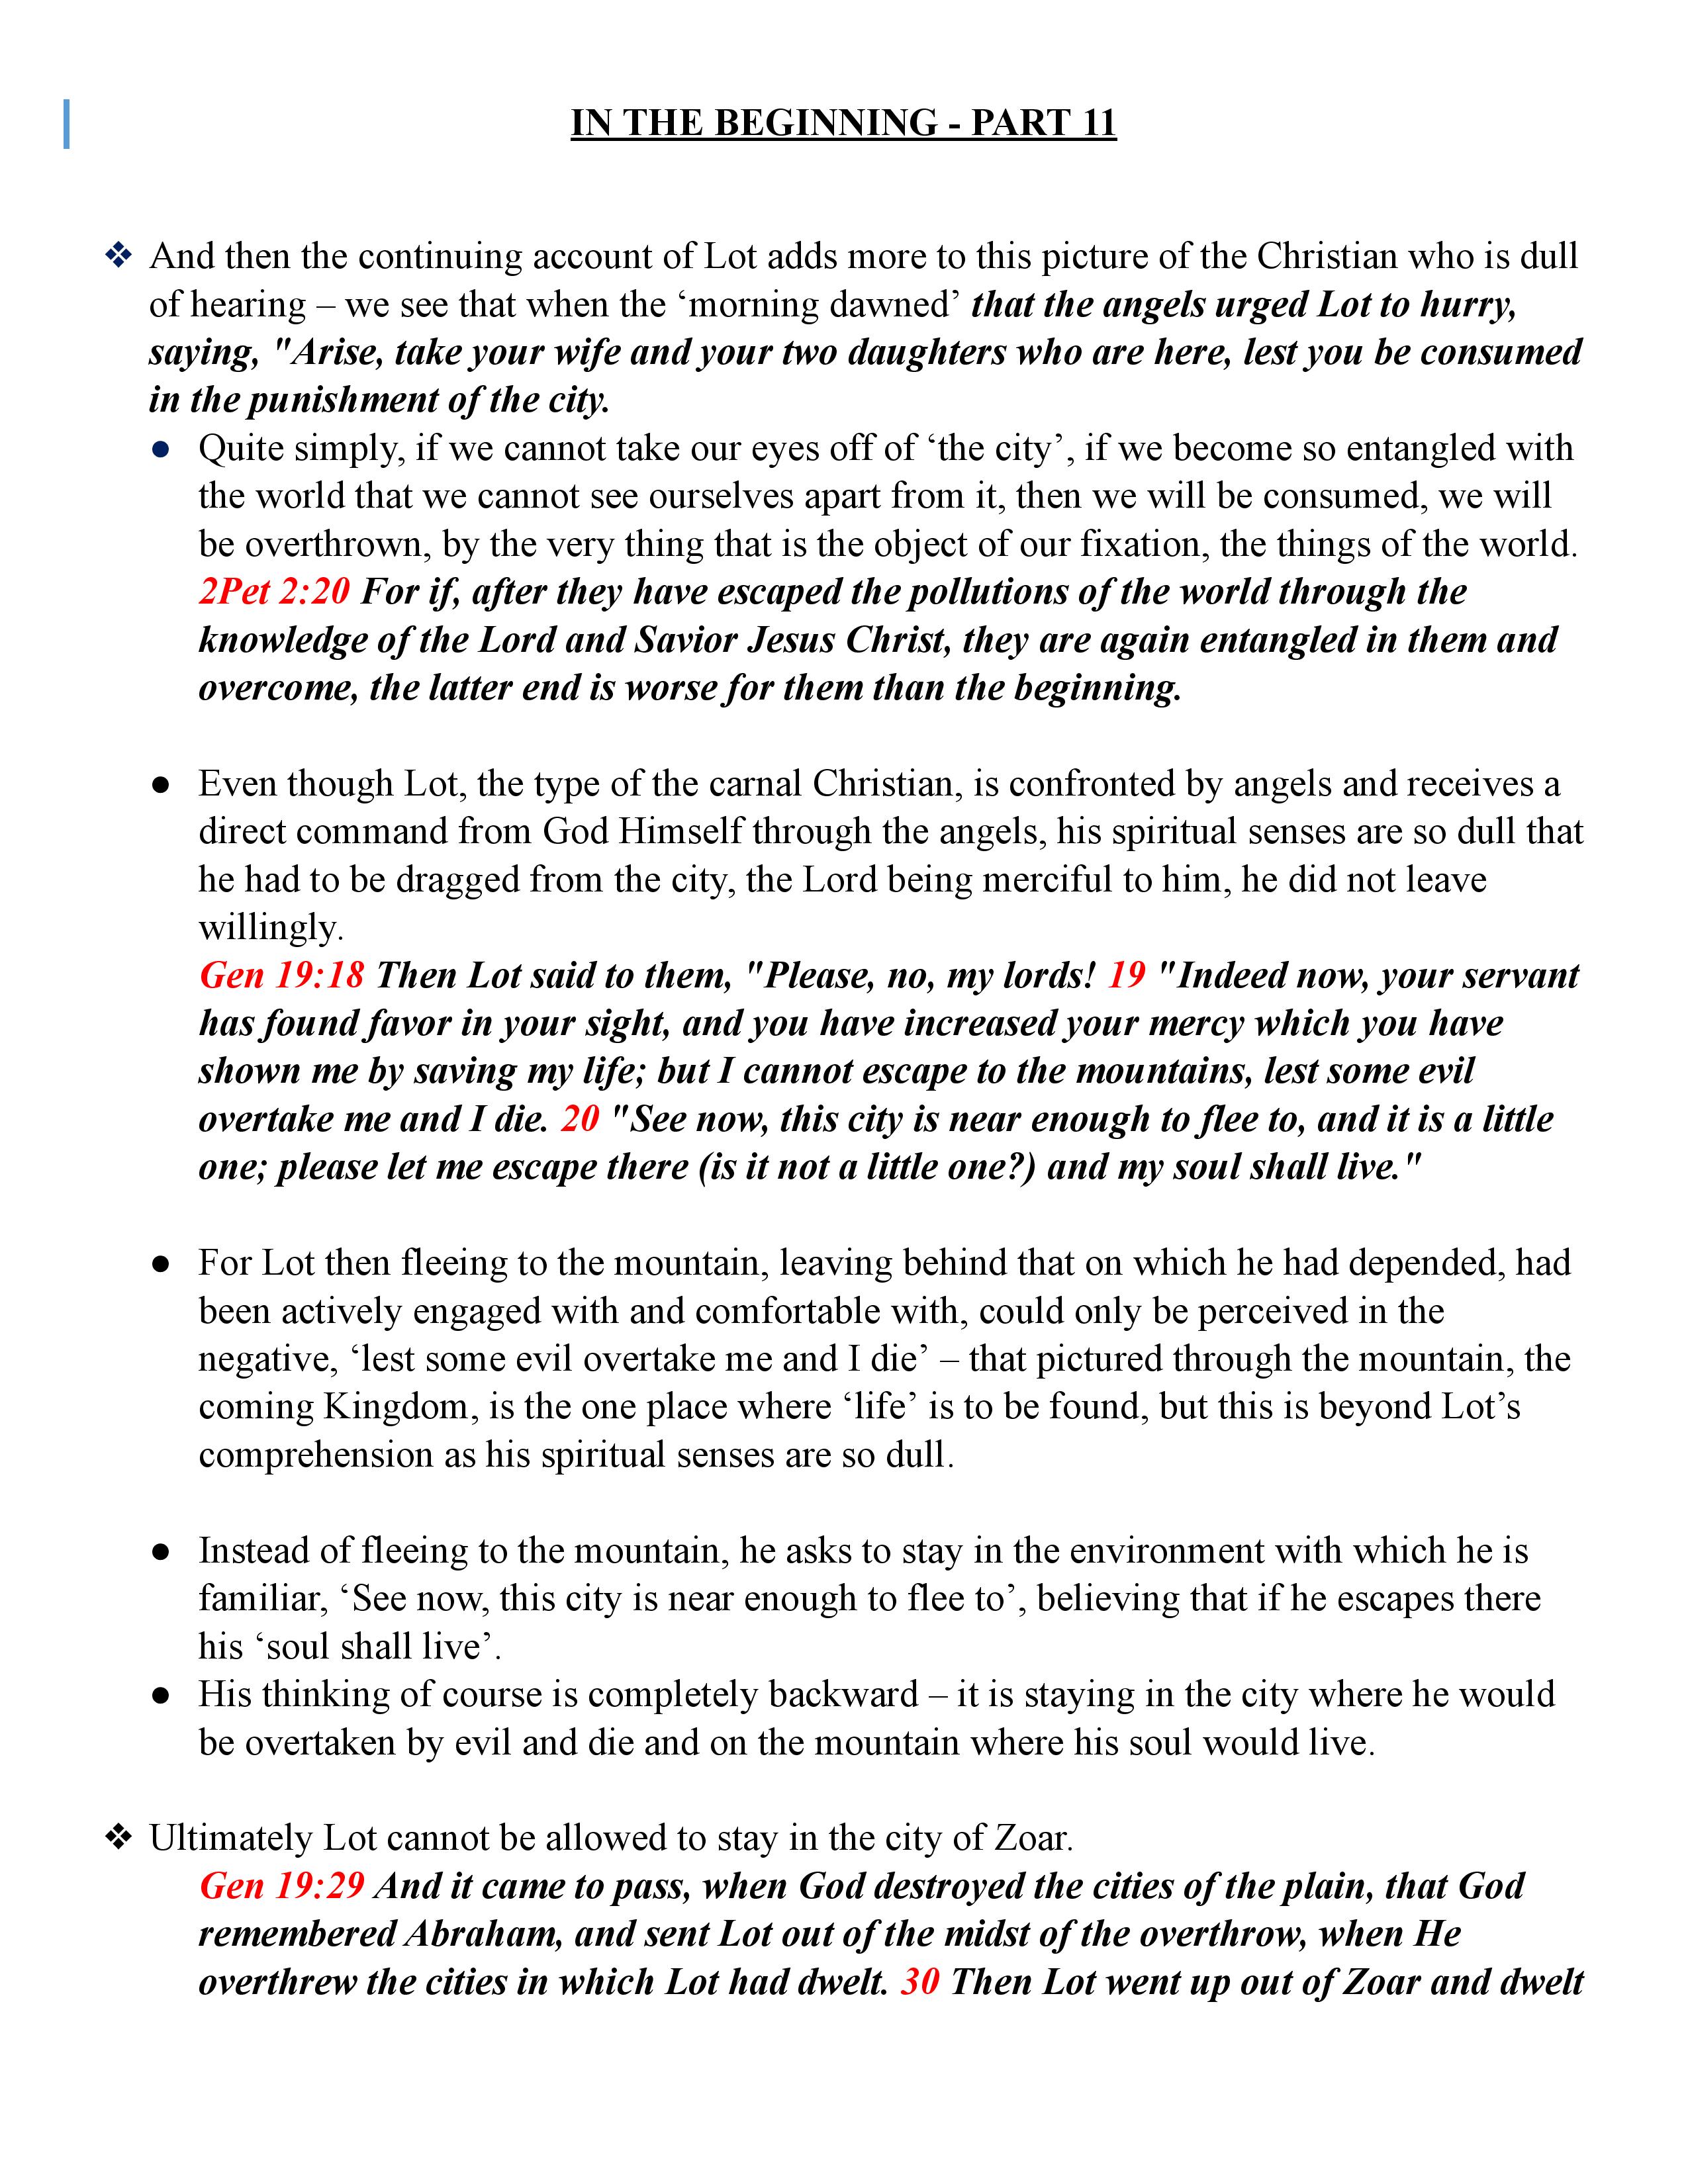 IN THE BEGINNING - PART 11
❖ And then the continuing account of Lot adds more to this picture of the Christian who is dull
of hearing – we see that when the ‘morning dawned’ that the angels urged Lot to hurry,
saying, "Arise, take your wife and your two daughters who are here, lest you be consumed
in the punishment of the city.
● Quite simply, if we cannot take our eyes off of ‘the city’, if we become so entangled with
the world that we cannot see ourselves apart from it, then we will be consumed, we will
be overthrown, by the very thing that is the object of our fixation, the things of the world.
2Pet 2:20 For if, after they have escaped the pollutions of the world through the
knowledge of the Lord and Savior Jesus Christ, they are again entangled in them and
overcome, the latter end is worse for them than the beginning.
● Even though Lot, the type of the carnal Christian, is confronted by angels and receives a
direct command from God Himself through the angels, his spiritual senses are so dull that
he had to be dragged from the city, the Lord being merciful to him, he did not leave
willingly.
Gen 19:18 Then Lot said to them, "Please, no, my lords! 19 "Indeed now, your servant
has found favor in your sight, and you have increased your mercy which you have
shown me by saving my life; but I cannot escape to the mountains, lest some evil
overtake me and I die. 20 "See now, this city is near enough to flee to, and it is a little
one; please let me escape there (is it not a little one?) and my soul shall live."
● For Lot then fleeing to the mountain, leaving behind that on which he had depended, had
been actively engaged with and comfortable with, could only be perceived in the
negative, ‘lest some evil overtake me and I die’ – that pictured through the mountain, the
coming Kingdom, is the one place where ‘life’ is to be found, but this is beyond Lot’s
comprehension as his spiritual senses are so dull.
● Instead of fleeing to the mountain, he asks to stay in the environment with which he is
familiar, ‘See now, this city is near enough to flee to’, believing that if he escapes there
his ‘soul shall live’.
● His thinking of course is completely backward – it is staying in the city where he would
be overtaken by evil and die and on the mountain where his soul would live.
❖ Ultimately Lot cannot be allowed to stay in the city of Zoar.
Gen 19:29 And it came to pass, when God destroyed the cities of the plain, that God
remembered Abraham, and sent Lot out of the midst of the overthrow, when He
overthrew the cities in which Lot had dwelt. 30 Then Lot went up out of Zoar and dwelt